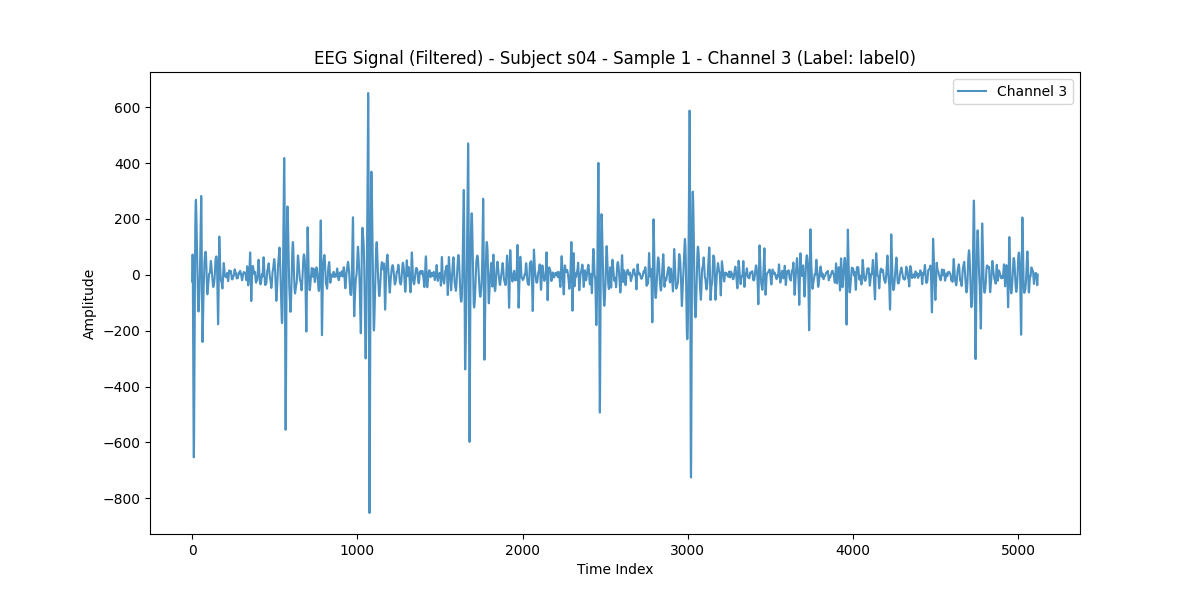 EEG Signal (Filtered) - Subject s04 - Sample 1 - Channel 3 (Label: label0)
Channel 3
600
400
200
0
−200
−400
−600
−800
Amplitude
0 1000 2000 3000 4000 5000
Time Index